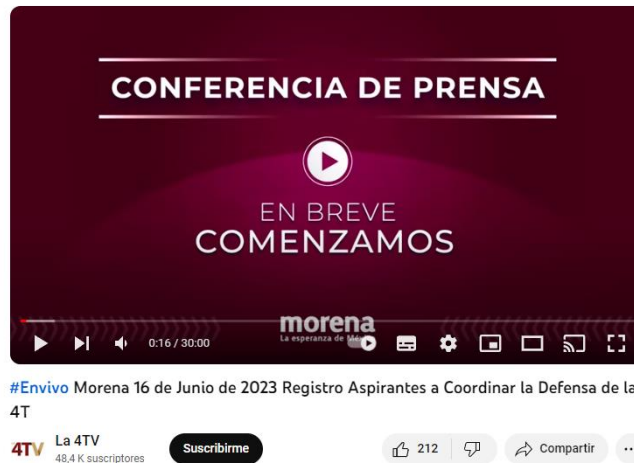 CONFERENCIA DE PRENSA
EN BREVE
COMENZAMOS
morena
La esperanza de
0:16 / 30:00
#Envivo Morena 16 de Junio de 2023 Registro Aspirantes a Coordinar la Defensa de la
4T
4TV
La 4TV
48,4 K suscriptores
Suscribirme
212
Compartir